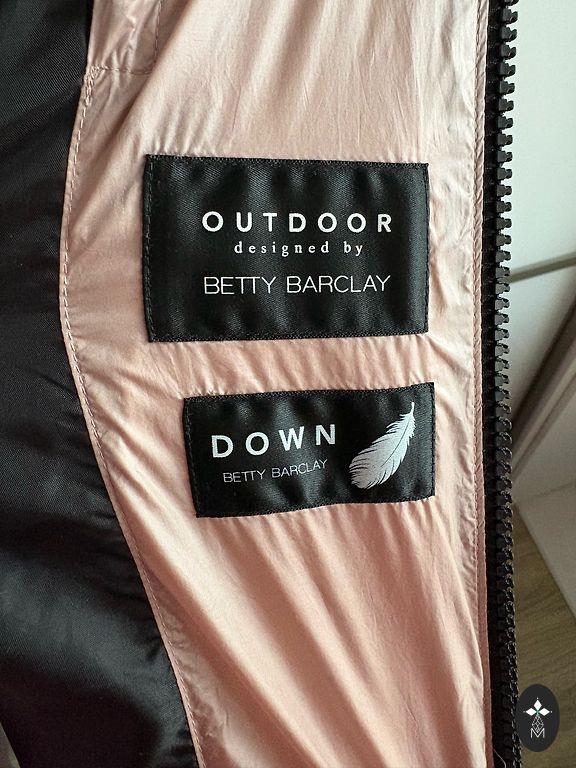 OUTDOOR
designed by
BETTY BARCLAY
DOWN
BETTY BARCLAY
M